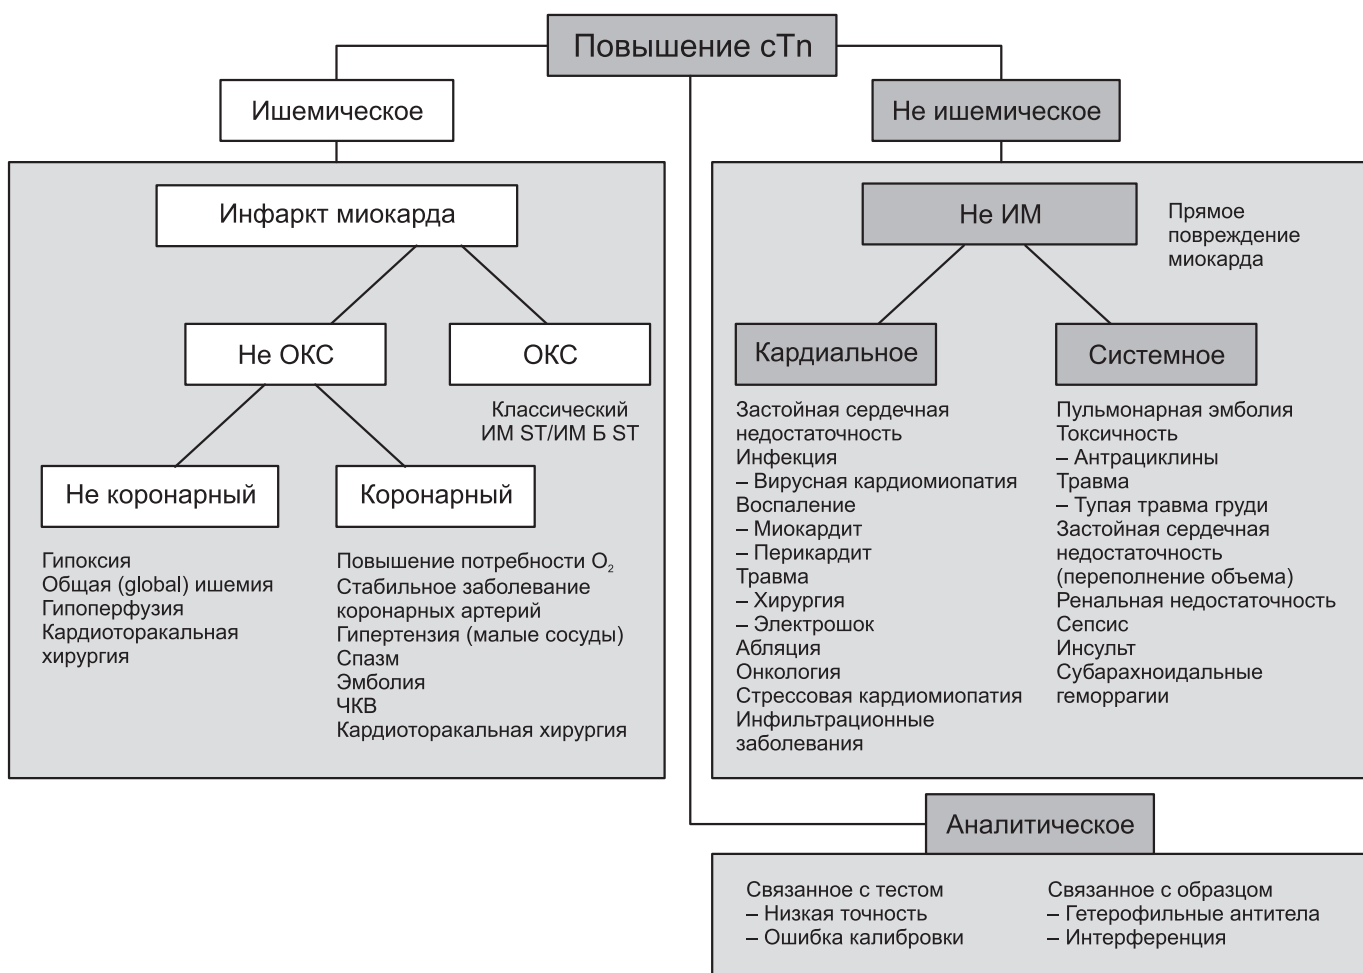 Повышение cTn
Ишемическое
Не ишемическое
Инфаркт миокарда
Не ОКС
ОКС
Классический
ИМ ST/ИМ Б ST
Не коронарный
Коронарный
Гипоксия
Общая (global) ишемия
Гипоперфузия
Кардиоторакальная
хирургия
Повышение потребности O₂
Стабильное заболевание
коронарных артерий
Гипертензия (малые сосуды)
Спазм
Эмболия
ЧКВ
Кардиоторакальная хирургия
Не ИМ
Прямое
повреждение
миокарда
Кардиальное
Системное
Застойная сердечная
недостаточность
Инфекция
– Вирусная кардиомиопатия
Воспаление
– Миокардит
– Перикардит
Травма
– Хирургия
– Электрошок
Абляция
Онкология
Стрессовая кардиомиопатия
Инфильтрационные
заболевания
Пульмонарная эмболия
Токсичность
– Антрациклины
Травма
– Тупая травма груди
Застойная сердечная
недостаточность
(переполнение объема)
Ренальная недостаточность
Сепсис
Инсульт
Субарахноидальные
геморрагии
Аналитическое
Связанное с тестом
– Низкая точность
– Ошибка калибровки
Связанное с образцом
– Гетерофильные антитела
– Интерференция